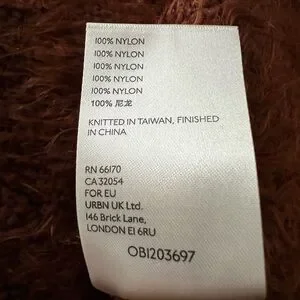 100% NYLON
100% NYLON
100% NYLON
100% NYLON
100% NYLON
100% 尼龙
KNITTED IN TAIWAN, FINISHED
IN CHINA
RN 66170
CA 32054
FOR EU
URBN UK Ltd.
146 Brick Lane,
LONDON E1 6RU
OB1203697